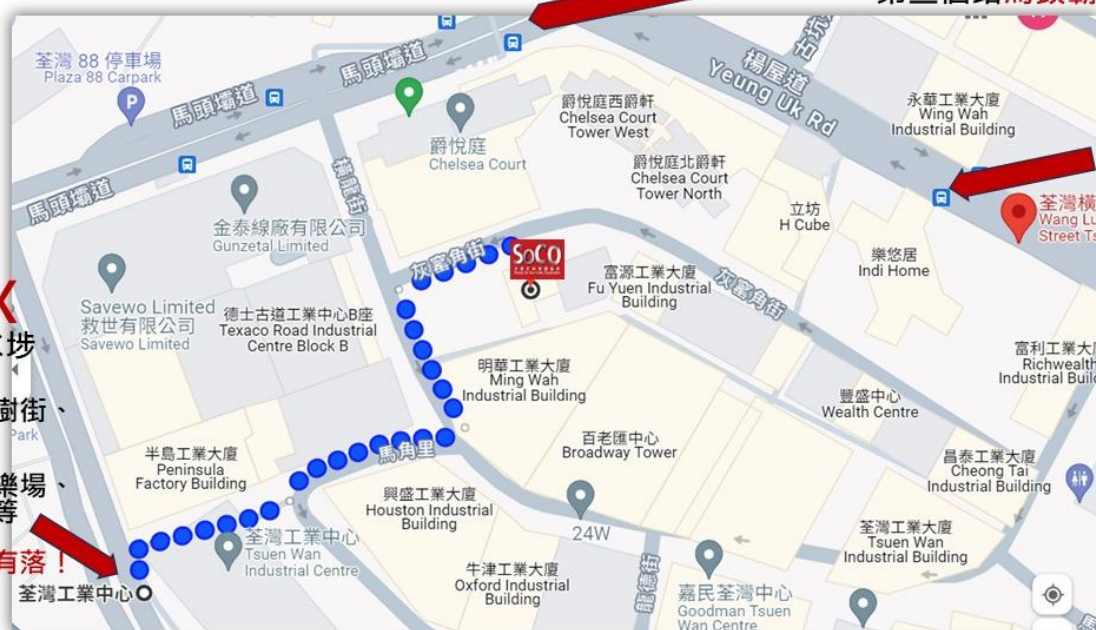 荃灣 88 停車場
Plaza 88 Carpark
P
馬頭壩道
馬頭壩道
馬頭壩道
橫龍街
爵悅庭
Chelsea Court
爵悅庭西爵軒
Chelsea Court
Tower West
爵悅庭北爵軒
Chelsea Court
Tower North
楊屋道
Yeung Uk Rd
古坑
永華工業大廈
Wing Wah
Industrial Building
荃灣橫
Wang Lu
Street Ts
立坊
H Cube
樂悠居
Indi Home
金泰線廠有限公司
Gunzetal Limited
灰窰角街
SoCO
富源工業大廈
Fu Yuen Industrial
Building
灰窰角街
Savewo Limited
救世有限公司
Savewo Limited
德士古道工業中心B座
Texaco Road Industrial
Centre Block B
明華工業大廈
Ming Wah
Industrial Building
富利工業大
Richwealth
Industrial Buil
豐盛中心
Wealth Centre
樹街、
Park
半島工業大廈
Peninsula
Factory Building
馬角里
百老匯中心
Broadway Tower
昌泰工業大廈
Cheong Tai
Industrial Building
樂場、
等
興盛工業大廈
Houston Industrial
Building
24W
荃灣工業中心
Tsuen Wan
Industrial Centre
荃灣工業大廈
Tsuen Wan
Industrial Building
有落！
荃灣工業中心
牛津工業大廈
Oxford Industrial
Building
龍德街
嘉民荃灣中心
Goodman Tsuen
Wan Centre